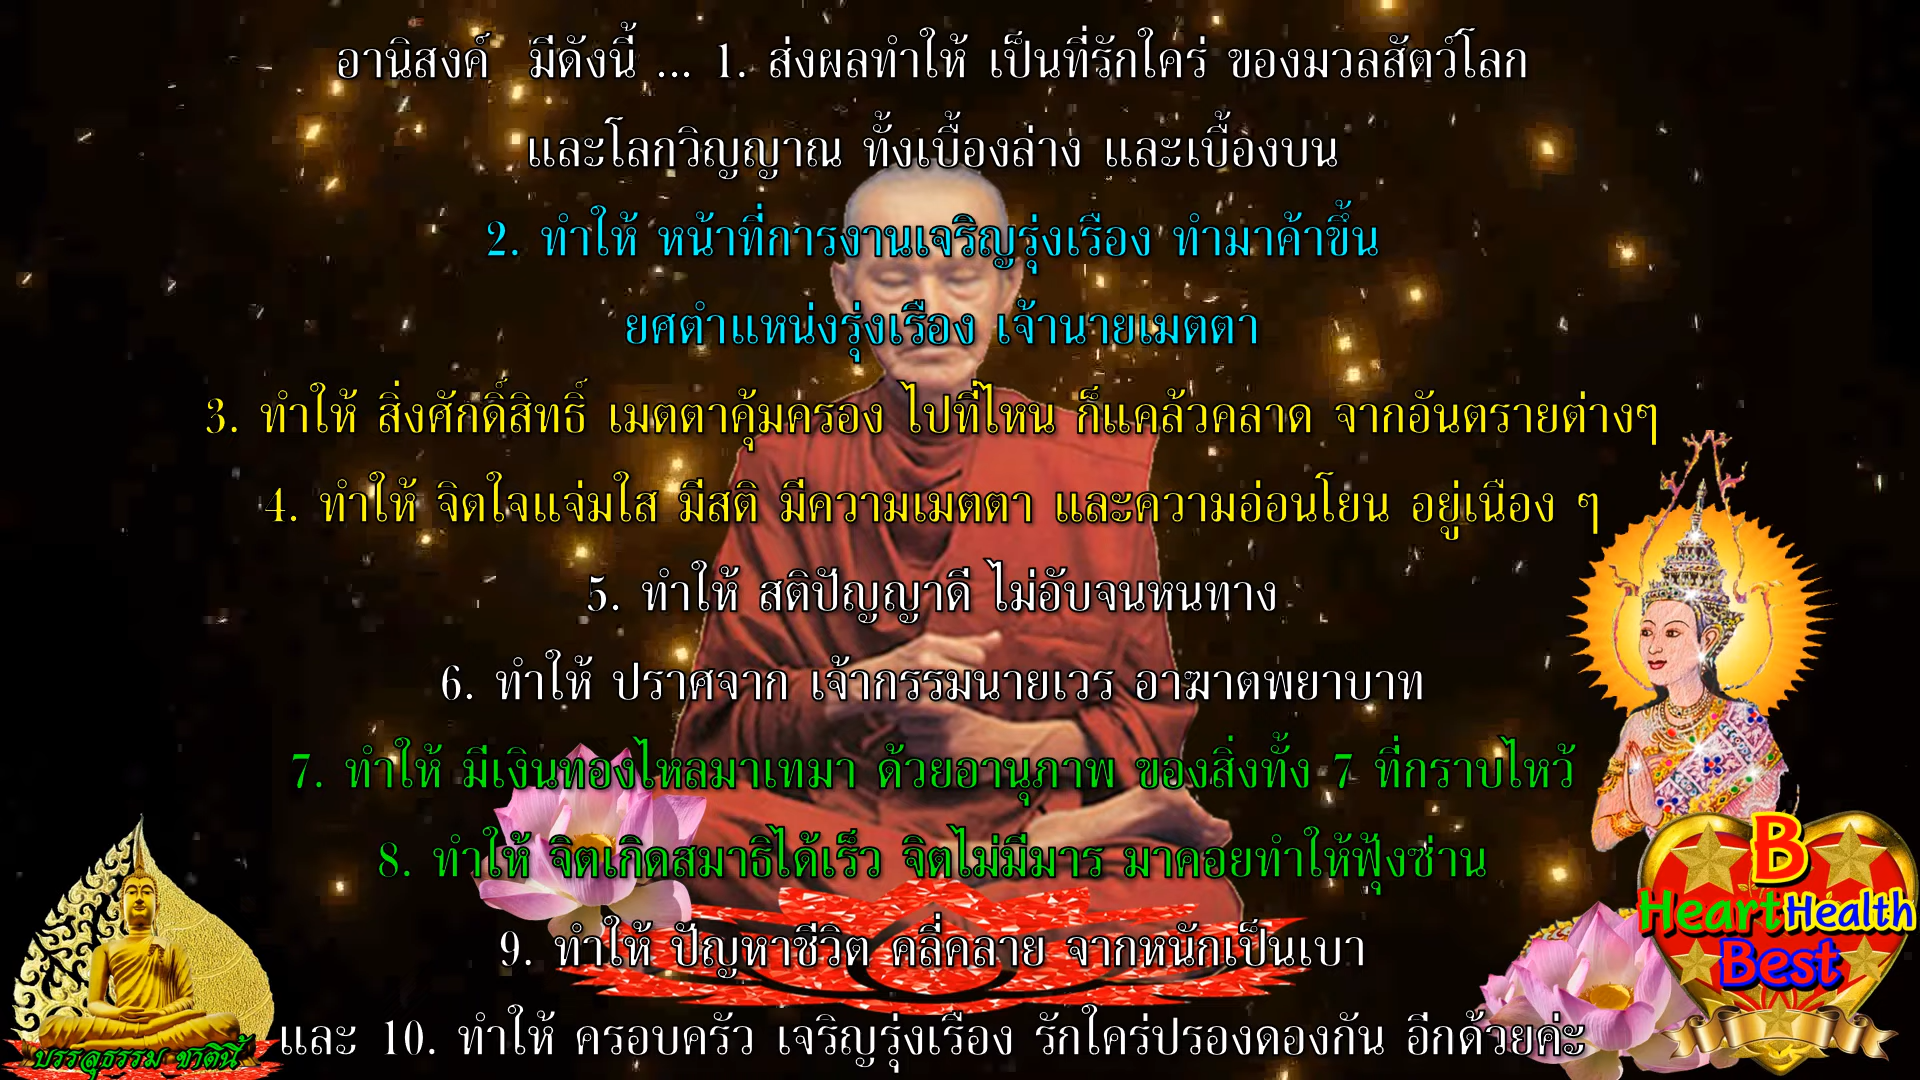 อานิสงค์ มีดังนี้ ... 1. ส่งผลทำให้ เป็นที่รักใคร่ ของมวลสัตว์โลก
และโลกวิญญาณ ทั้งเบื้องล่าง และเบื้องบน
2. ทำให้ หน้าที่การงานเจริญรุ่งเรือง ทำมาค้าขึ้น
ยศตำแหน่งรุ่งเรือง เจ้านายเมตตา
3. ทำให้ สิ่งศักดิ์สิทธิ์ เมตตาคุ้มครอง ไปที่ไหน ก็แคล้วคลาด จากอันตรายต่างๆ
4. ทำให้ จิตใจแจ่มใส มีสติ มีความเมตตา และความอ่อนโยน อยู่เนือง ๆ
5. ทำให้ สติปัญญาดี ไม่อับจนหนทาง
6. ทำให้ ปราศจาก เจ้ากรรมนายเวร อาฆาตพยาบาท
7. ทำให้ มีเงินทองไหลมาเทมา ด้วยอานุภาพ ของสิ่งทั้ง 7 ที่กราบไหว้
8. ทำให้ จิตเกิดสมาธิได้เร็ว จิตไม่มีมาร มาคอยทำให้ฟุ้งซ่าน
9. ทำให้ ปัญหาชีวิต คลี่คลาย จากหนักเป็นเบา
และ 10. ทำให้ ครอบครัว เจริญรุ่งเรือง รักใคร่ปรองดองกัน อีกด้วยค่ะ
บรรลุธรรม ชาตินี้
B
Heart Health
Best